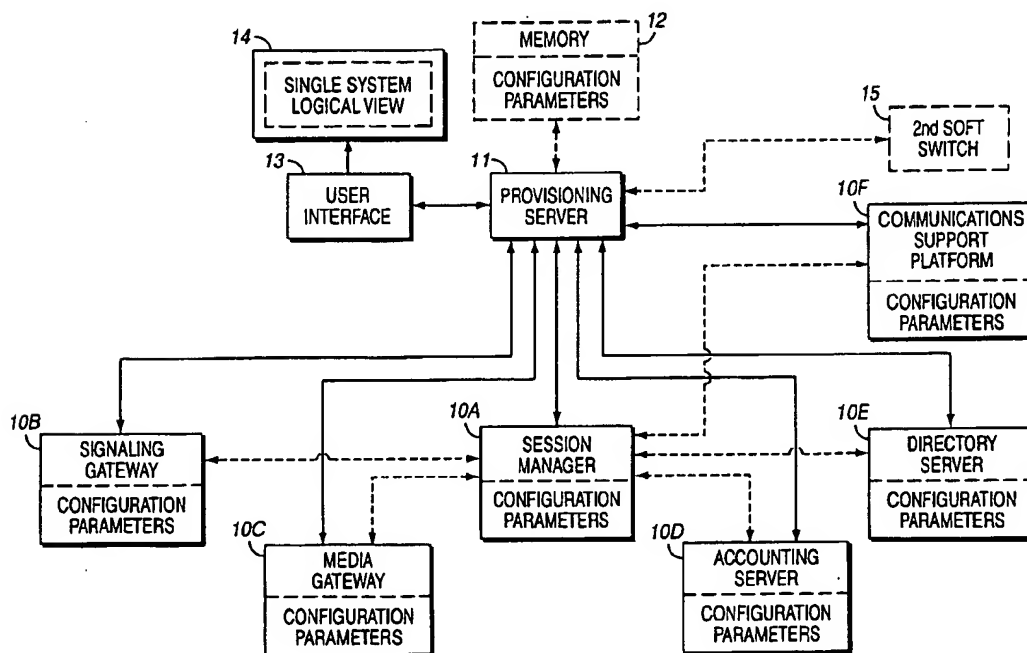 14
SINGLE SYSTEM
LOGICAL VIEW
12
MEMORY
CONFIGURATION
PARAMETERS
15
2nd SOFT
SWITCH
13
USER
INTERFACE
11
PROVISIONING
SERVER
10F
COMMUNICATIONS
SUPPORT
PLATFORM
CONFIGURATION
PARAMETERS
10B
SIGNALING
GATEWAY
CONFIGURATION
PARAMETERS
10A
SESSION
MANAGER
CONFIGURATION
PARAMETERS
10E
DIRECTORY
SERVER
CONFIGURATION
PARAMETERS
10C
MEDIA
GATEWAY
CONFIGURATION
PARAMETERS
10D
ACCOUNTING
SERVER
CONFIGURATION
PARAMETERS